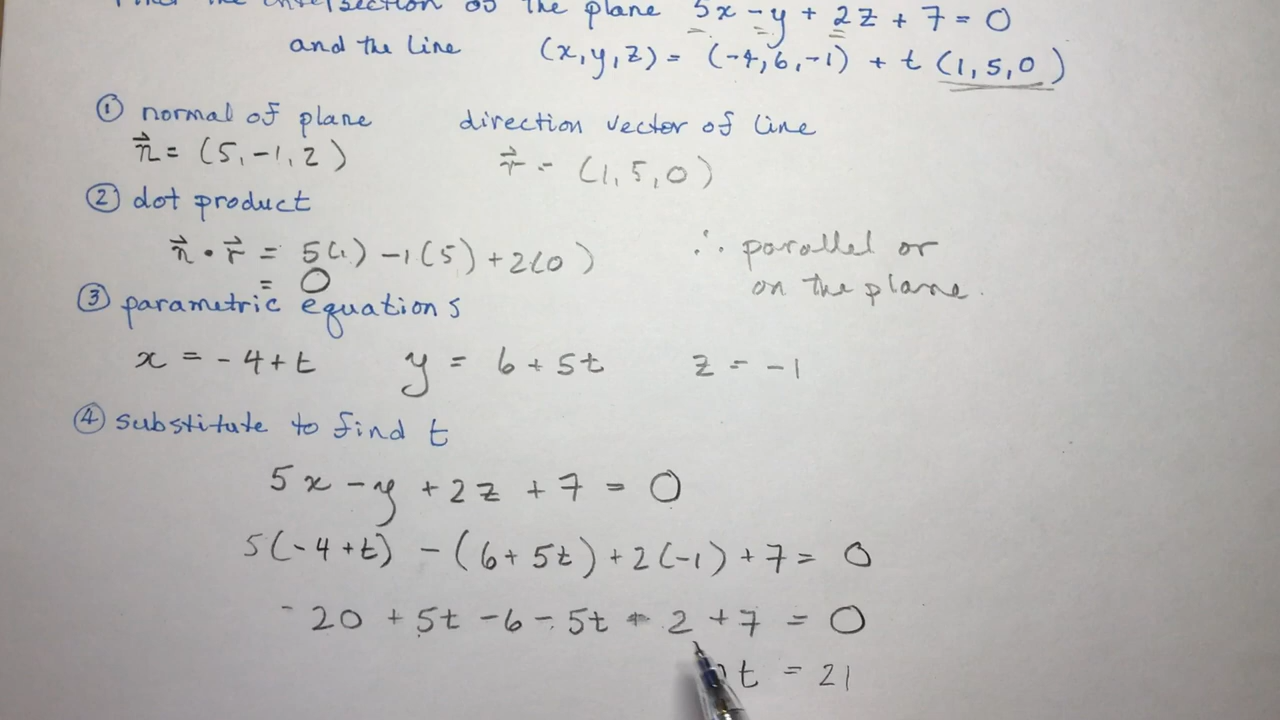 the intersection of the plane 5x - y + 2z + 7 = 0
and the line (x, y, z) = (-4, 6, -1) + t (1, 5, 0)
① normal of plane direction vector of line
n⃗ = (5, -1, 2) r⃗ = (1, 5, 0)
② dot product
n⃗ · r⃗ = 5(1) - 1(5) + 2(0) ∴ parallel or
= 0 on the plane.
③ parametric equations
x = -4 + t y = 6 + 5t z = -1
④ substitute to find t
5x - y + 2z + 7 = 0
5(-4 + t) - (6 + 5t) + 2(-1) + 7 = 0
-20 + 5t - 6 - 5t - 2 + 7 = 0
t = 21